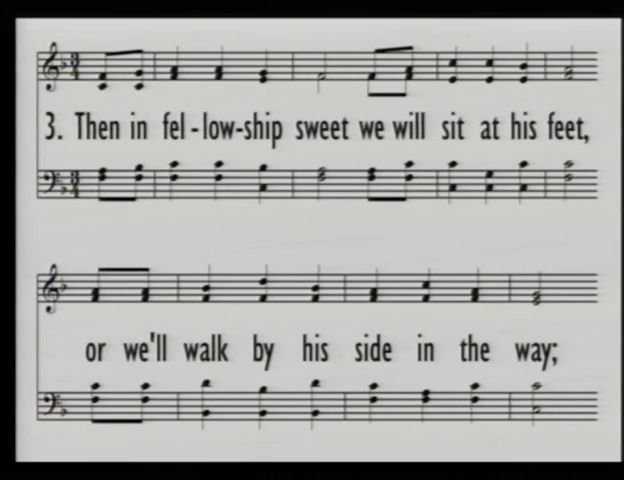 3. Then in fel - low-ship sweet we will sit at his feet,
or we'll walk by his side in the way;